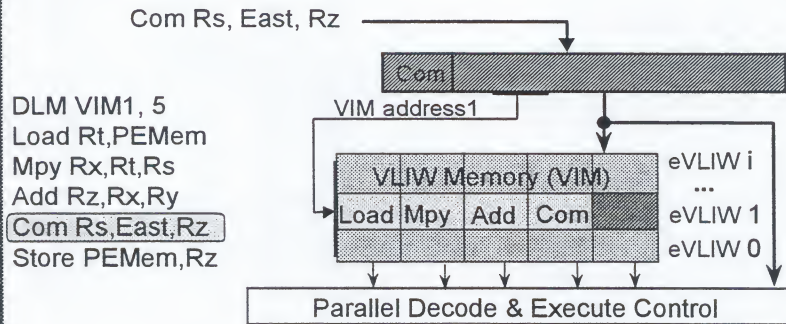 Com Rs, East, Rz
Com
DLM VIM1, 5
Load Rt,PEMem
Mpy Rx,Rt,Rs
Add Rz,Rx,Ry
Com Rs,East,Rz
Store PEMem,Rz
VIM address1
VLIW Memory (VIM)
Load Mpy Add Com
eVLIW i
...
eVLIW 1
eVLIW 0
Parallel Decode & Execute Control